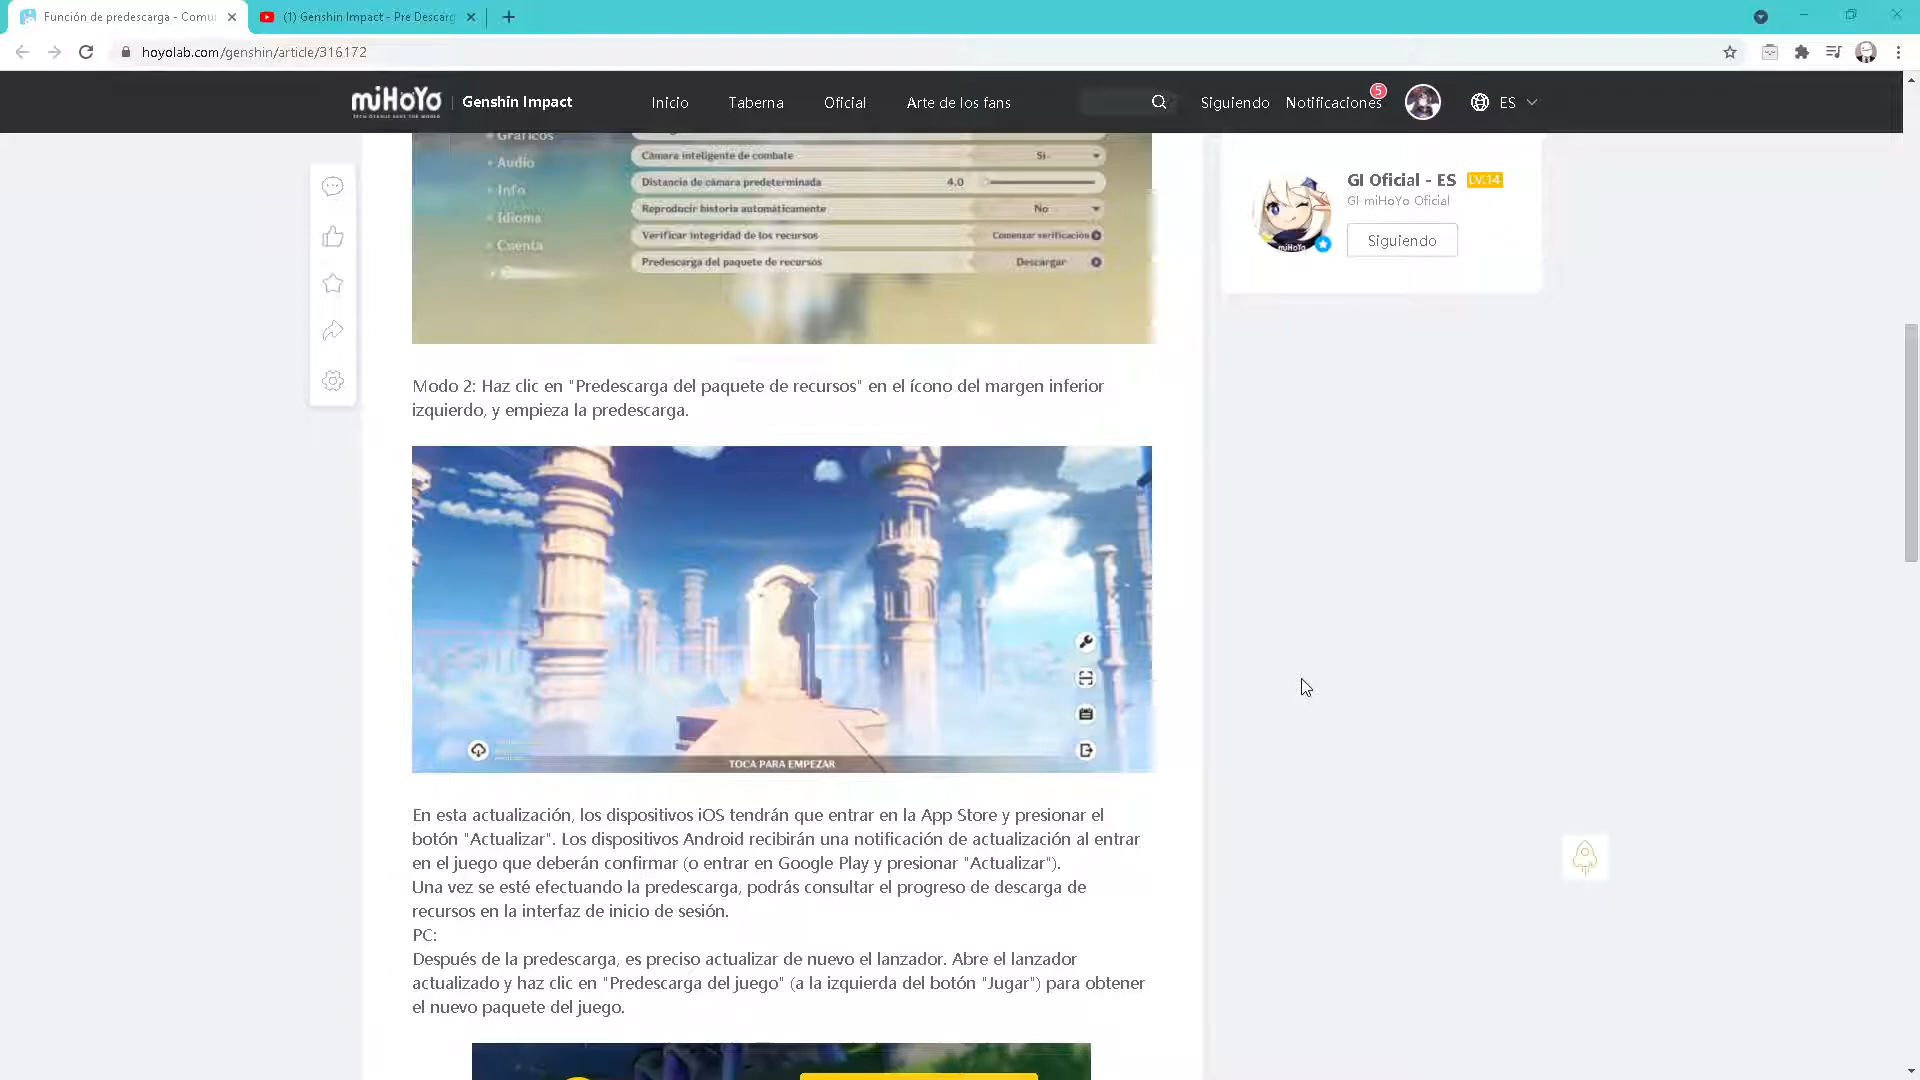 Función de predescarga - Comu
(1) Genshin Impact - Pre Descarg
hoyolab.com/genshin/article/316172
miHoYo
TECH OTAKUS SAVE THE WORLD
Genshin Impact
Inicio
Taberna
Oficial
Arte de los fans
Siguiendo
Notificaciones
5
ES
Gráficos
Audio
Info
Idioma
Cuenta
Cámara inteligente de combate
Sí
Distancia de cámara predeterminada
4.0
Reproducir historia automáticamente
No
Verificar integridad de los recursos
Comenzar verificación
Predescarga del paquete de recursos
Descargar
GI Oficial - ES
LV.14
GI miHoYo Oficial
miHoYo
Siguiendo
Modo 2: Haz clic en "Predescarga del paquete de recursos" en el ícono del margen inferior
izquierdo, y empieza la predescarga.
TOCA PARA EMPEZAR
En esta actualización, los dispositivos iOS tendrán que entrar en la App Store y presionar el
botón "Actualizar". Los dispositivos Android recibirán una notificación de actualización al entrar
en el juego que deberán confirmar (o entrar en Google Play y presionar "Actualizar").
Una vez se esté efectuando la predescarga, podrás consultar el progreso de descarga de
recursos en la interfaz de inicio de sesión.
PC:
Después de la predescarga, es preciso actualizar de nuevo el lanzador. Abre el lanzador
actualizado y haz clic en "Predescarga del juego" (a la izquierda del botón "Jugar") para obtener
el nuevo paquete del juego.